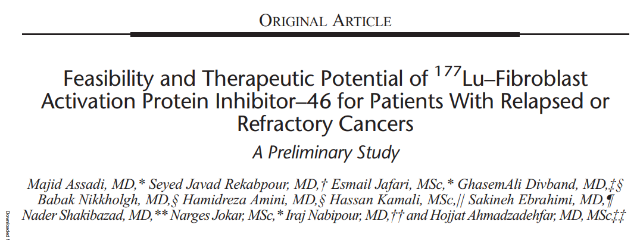 ORIGINAL ARTICLE
Feasibility and Therapeutic Potential of ¹⁷⁷Lu–Fibroblast
Activation Protein Inhibitor–46 for Patients With Relapsed or
Refractory Cancers
A Preliminary Study
Majid Assadi, MD,* Seyed Javad Rekabpour, MD,† Esmail Jafari, MSc,* GhasemAli Divband, MD,‡§
Babak Nikkholgh, MD,§ Hamidreza Amini, MD,§ Hassan Kamali, MSc,|| Sakineh Ebrahimi, MD,¶
Nader Shakibazad, MD,** Narges Jokar, MSc,* Iraj Nabipour, MD,†† and Hojjat Ahmadzadehfar, MD, MSc‡‡